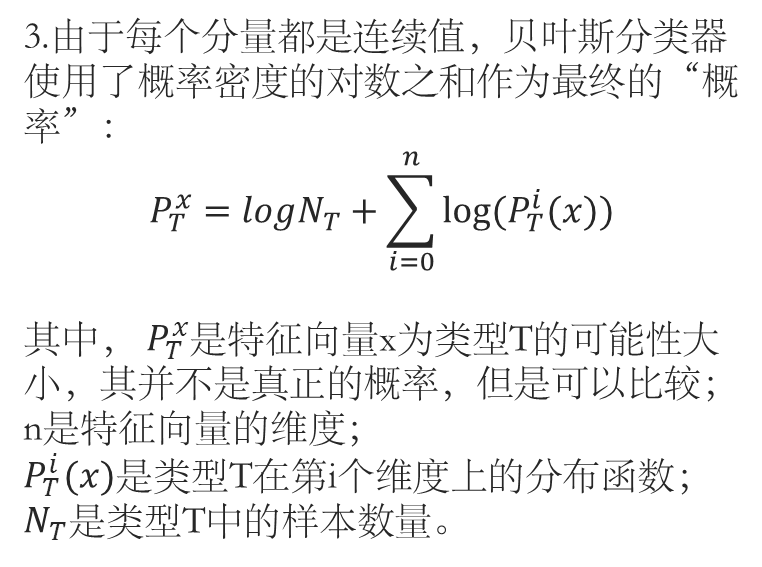 3.由于每个分量都是连续值，贝叶斯分类器
使用了概率密度的对数之和作为最终的“概
率”：
$P_T^x = logN_T + \sum_{i=0}^{n} \log(P_T^i(x))$
其中， $P_T^x$是特征向量x为类型T的可能性大
小，其并不是真正的概率，但是可以比较；
n是特征向量的维度；
$P_T^i(x)$是类型T在第i个维度上的分布函数；
$N_T$是类型T中的样本数量。